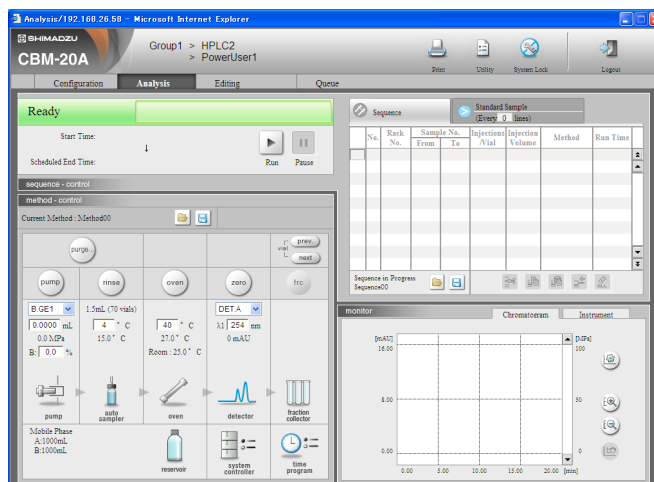 Analysis/192.168.26.58 - Microsoft Internet Explorer
SHIMADZU
CBM-20A
Group1 > HPLC2
> PowerUser1
Print
Utility
System Lock
Logout
Configuration
Analysis
Editing
Queue
Ready
Start Time:
↓
Scheduled End Time:
Run
Pause
sequence - control
method - control
Current Method : Method00
purge...
vial
prev.
next
pump
rinse
oven
zero
frc
B.GE1
1.5mL (70 vials)
DET.A
0.0000 mL
4 ° C
40 ° C
λ1 254 nm
0.0 MPa
15.0° C
27.0° C
0 mAU
B: 0.0 %
Room : 25.0° C
pump
auto sampler
oven
detector
fraction collector
Mobile Phase
A:1000mL
B:1000mL
reservoir
system controller
time program
Sequence
Standard Sample
(Every 0 lines)
No.
Rack No.
Sample No.
From
To
Injections /Vial
Injection Volume
Method
Run Time
Sequence in Progress
Sequence00
monitor
Chromatogram
Instrument
[mAU]
[MPa]
16.00
100
8.00
50
0.00
0
0.00 5.00 10.00 15.00 20.00 [min]